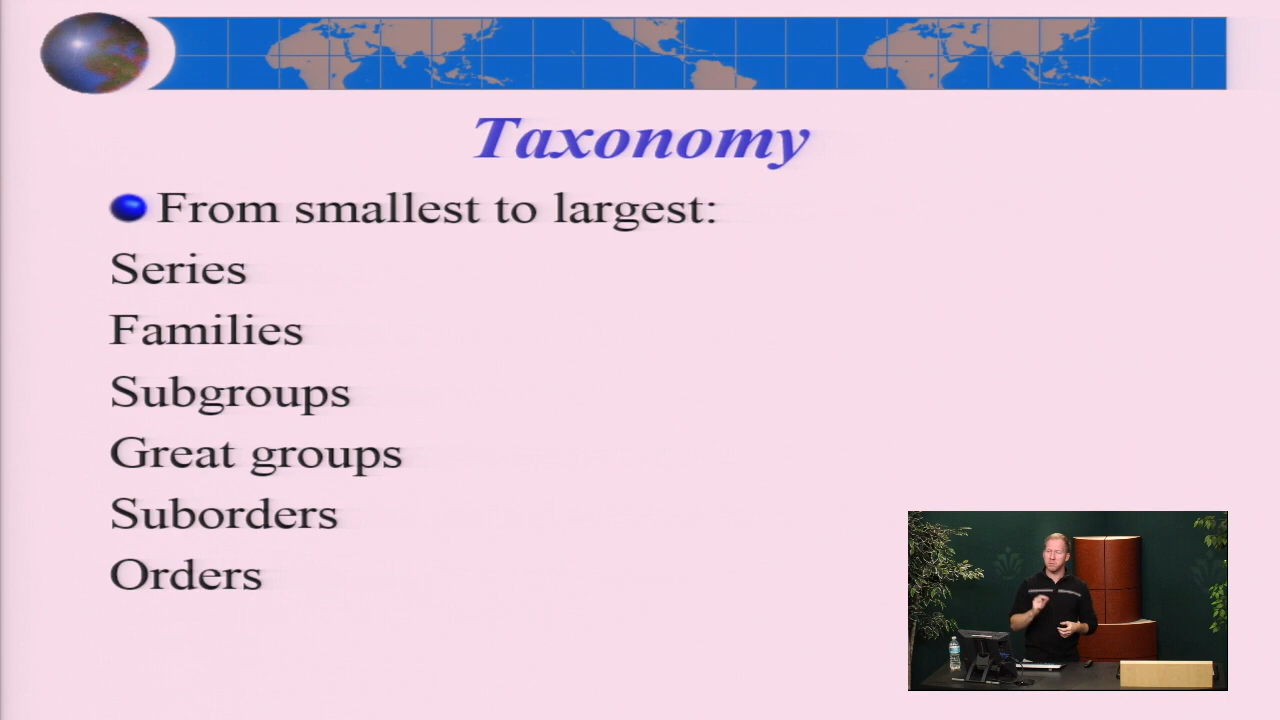 Taxonomy
From smallest to largest:
Series
Families
Subgroups
Great groups
Suborders
Orders